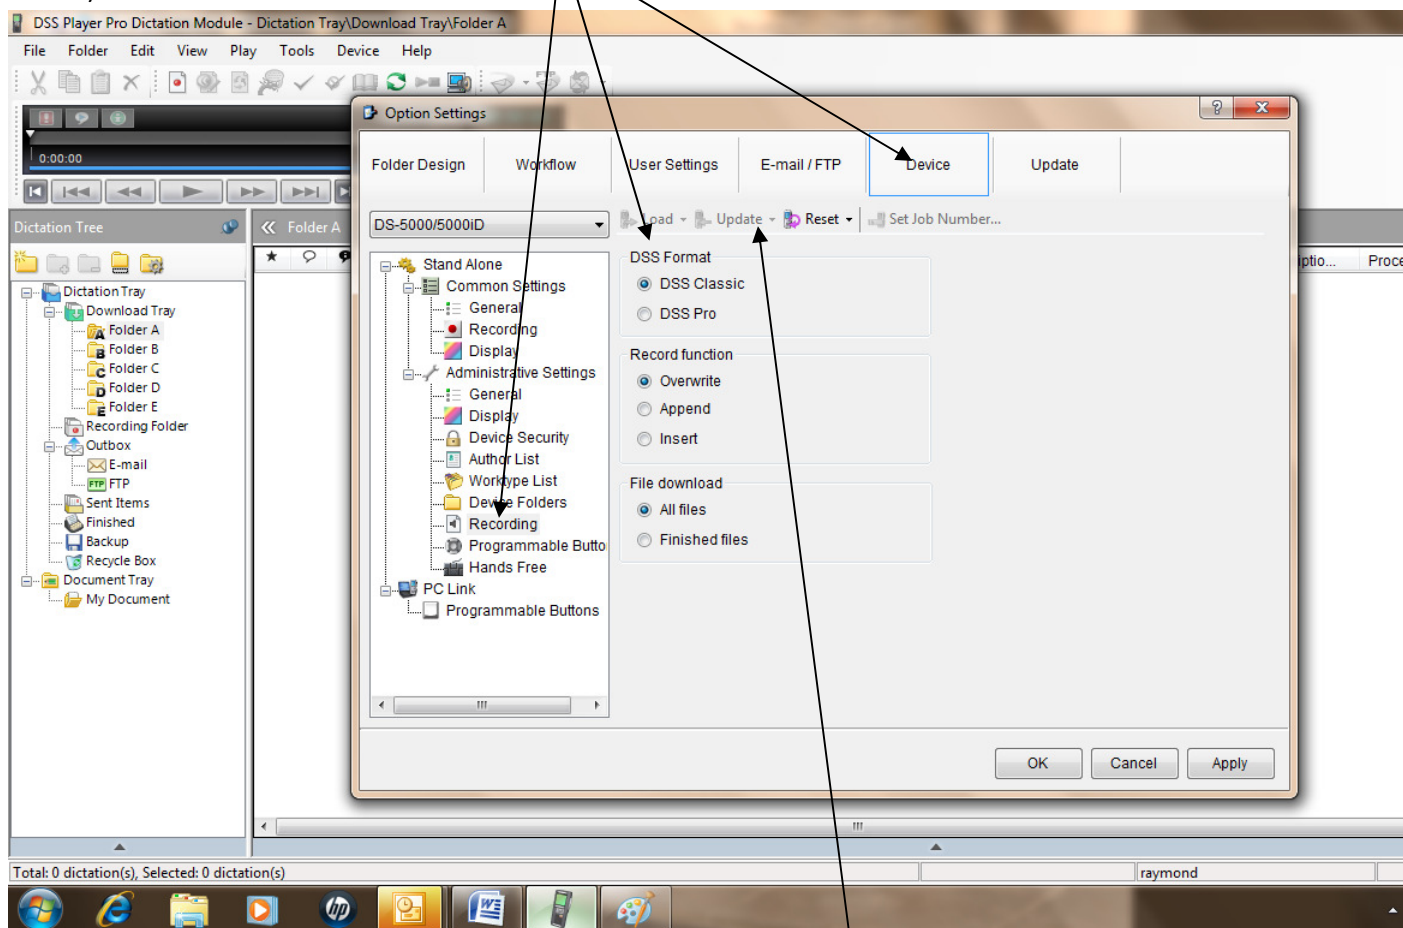 DSS Player Pro Dictation Module - Dictation Tray\Download Tray\Folder A
File Folder Edit View Play Tools Device Help
Option Settings
0:00:00
Folder Design Workflow User Settings E-mail / FTP Device Update
Dictation Tree
Folder A
DS-5000/5000iD
Load Update Reset Set Job Number...
iptio... Proce
Dictation Tray
Download Tray
Folder A
Folder B
Folder C
Folder D
Folder E
Recording Folder
Outbox
E-mail
FTP FTP
Sent Items
Finished
Backup
Recycle Box
Document Tray
My Document
Stand Alone
Common Settings
General
Recording
Display
Administrative Settings
General
Display
Device Security
Author List
Worktype List
Device Folders
Recording
Programmable Butto
Hands Free
PC Link
Programmable Buttons
DSS Format
DSS Classic
DSS Pro
Record function
Overwrite
Append
Insert
File download
All files
Finished files
OK Cancel Apply
Total: 0 dictation(s), Selected: 0 dictation(s)
raymond
hp